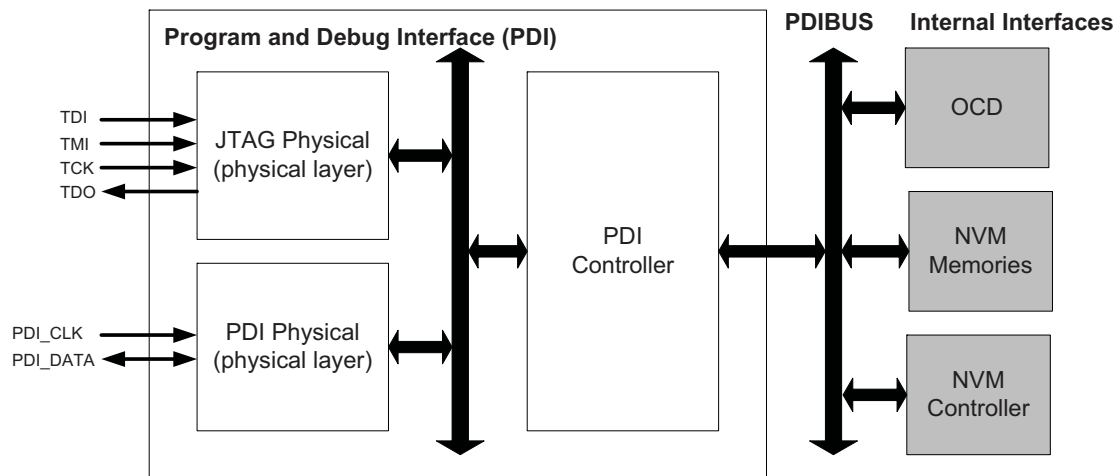 Program and Debug Interface (PDI)
PDIBUS
Internal Interfaces
TDI
TMI
TCK
TDO
JTAG Physical
(physical layer)
PDI_CLK
PDI_DATA
PDI Physical
(physical layer)
PDI
Controller
OCD
NVM
Memories
NVM
Controller